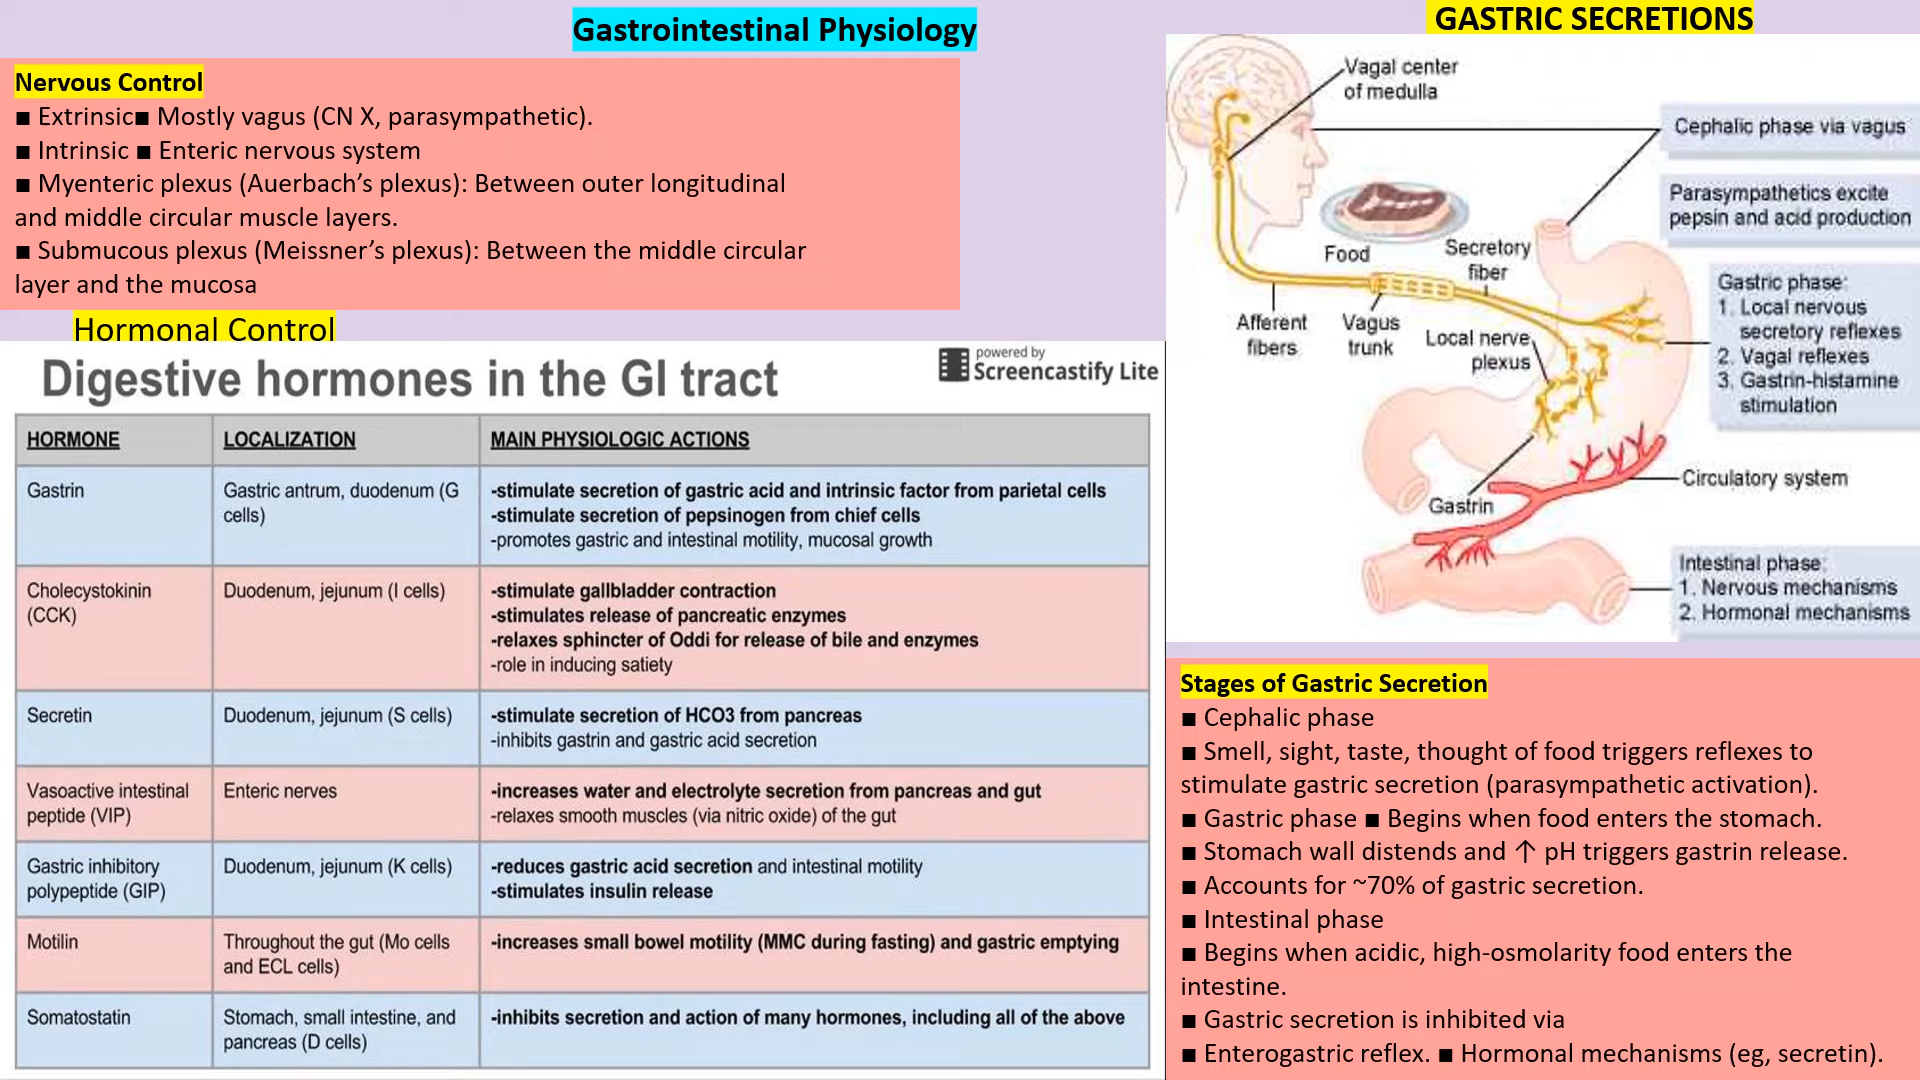 Gastrointestinal Physiology
Nervous Control
■ Extrinsic■ Mostly vagus (CN X, parasympathetic).
■ Intrinsic ■ Enteric nervous system
■ Myenteric plexus (Auerbach’s plexus): Between outer longitudinal
and middle circular muscle layers.
■ Submucous plexus (Meissner’s plexus): Between the middle circular
layer and the mucosa
Hormonal Control
Digestive hormones in the GI tract
powered by
Screencastify Lite
HORMONE LOCALIZATION MAIN PHYSIOLOGIC ACTIONS
Gastrin
Gastric antrum, duodenum (G
cells)
-stimulate secretion of gastric acid and intrinsic factor from parietal cells
-stimulate secretion of pepsinogen from chief cells
-promotes gastric and intestinal motility, mucosal growth
Cholecystokinin
(CCK)
Duodenum, jejunum (I cells)
-stimulate gallbladder contraction
-stimulates release of pancreatic enzymes
-relaxes sphincter of Oddi for release of bile and enzymes
-role in inducing satiety
Secretin
Duodenum, jejunum (S cells)
-stimulate secretion of HCO3 from pancreas
-inhibits gastrin and gastric acid secretion
Vasoactive intestinal
peptide (VIP)
Enteric nerves
-increases water and electrolyte secretion from pancreas and gut
-relaxes smooth muscles (via nitric oxide) of the gut
Gastric inhibitory
polypeptide (GIP)
Duodenum, jejunum (K cells)
-reduces gastric acid secretion and intestinal motility
-stimulates insulin release
Motilin
Throughout the gut (Mo cells
and ECL cells)
-increases small bowel motility (MMC during fasting) and gastric emptying
Somatostatin
Stomach, small intestine, and
pancreas (D cells)
-inhibits secretion and action of many hormones, including all of the above
GASTRIC SECRETIONS
Vagal center
of medulla
Cephalic phase via vagus
Parasympathetics excite
pepsin and acid production
Food
Secretory
fiber
Gastric phase:
1. Local nervous
secretory reflexes
2. Vagal reflexes
3. Gastrin-histamine
stimulation
Afferent
fibers
Vagus
trunk
Local nerve
plexus
Circulatory system
Gastrin
Intestinal phase:
1. Nervous mechanisms
2. Hormonal mechanisms
Stages of Gastric Secretion
■ Cephalic phase
■ Smell, sight, taste, thought of food triggers reflexes to
stimulate gastric secretion (parasympathetic activation).
■ Gastric phase ■ Begins when food enters the stomach.
■ Stomach wall distends and ↑ pH triggers gastrin release.
■ Accounts for ~70% of gastric secretion.
■ Intestinal phase
■ Begins when acidic, high-osmolarity food enters the
intestine.
■ Gastric secretion is inhibited via
■ Enterogastric reflex. ■ Hormonal mechanisms (eg, secretin).